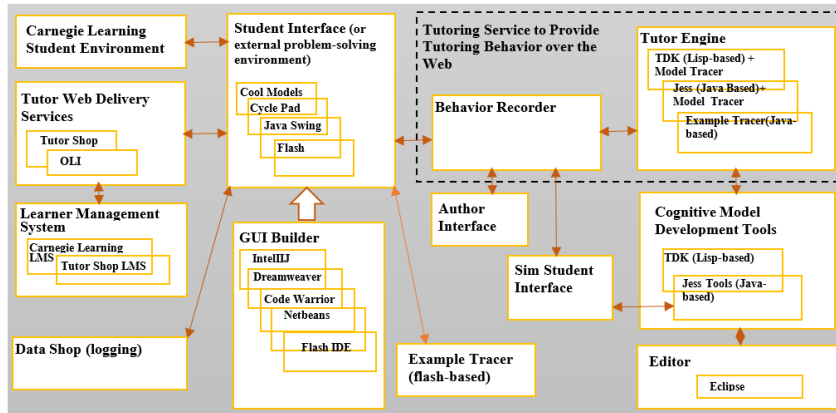 Carnegie Learning
Student Environment
Student Interface (or
external problem-solving
environment)
Cool Models
Cycle Pad
Java Swing
Flash
Tutoring Service to Provide
Tutoring Behavior over the
Web
Behavior Recorder
Tutor Engine
TDK (Lisp-based) +
Model Tracer
Jess (Java Based)+
Model Tracer
Example Tracer(Java-
based)
Tutor Web Delivery
Services
Tutor Shop
OLI
Learner Management
System
Carnegie Learning
LMS
Tutor Shop LMS
Data Shop (logging)
GUI Builder
IntelIIJ
Dreamweaver
Code Warrior
Netbeans
Flash IDE
Author
Interface
Sim Student
Interface
Example Tracer
(flash-based)
Cognitive Model
Development Tools
TDK (Lisp-based)
Jess Tools (Java-
based)
Editor
Eclipse